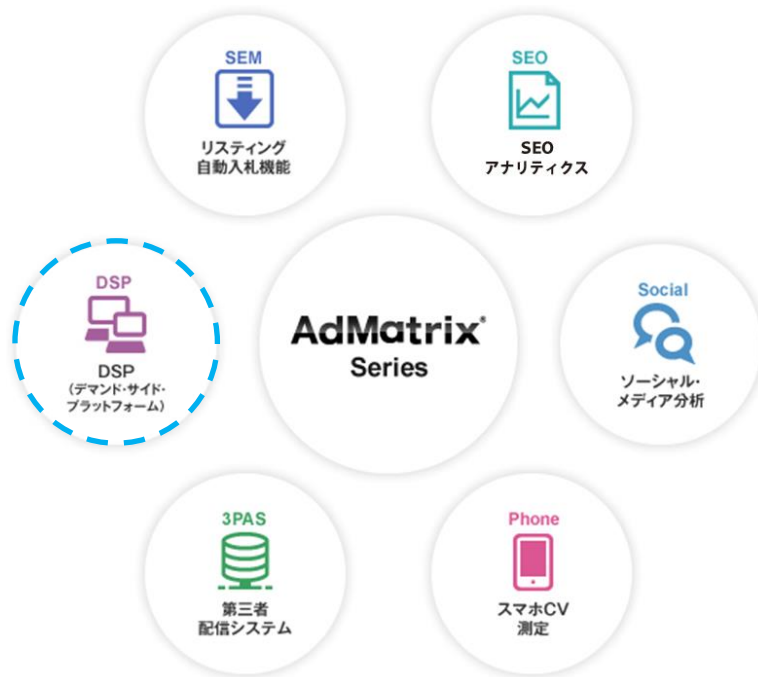 SEM
リスティング
自動入札機能
SEO
SEO
アナリティクス
DSP
DSP
(デマンド・サイド・
プラットフォーム)
AdMatrix®
Series
Social
ソーシャル・
メディア分析
3PAS
第三者
配信システム
Phone
スマホCV
測定